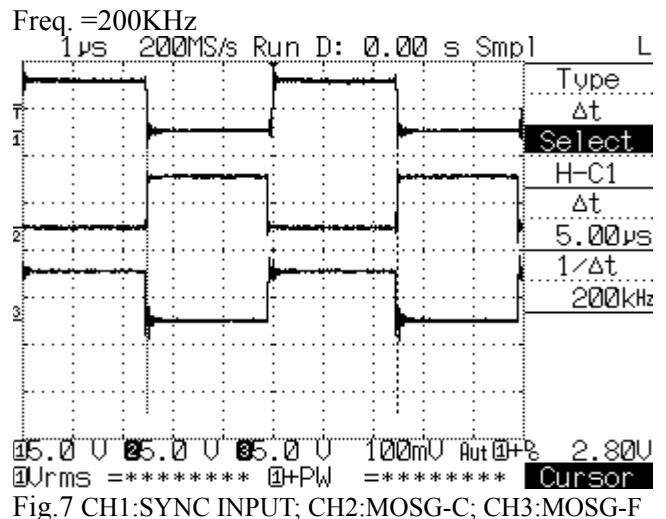 Freq. =200KHz
1µs 200MS/s Run D: 0.00 s Smpl L
Type
Δt
Select
H-C1
Δt
5.00µs
1/Δt
200kHz
T
1
2
3
1 5.0 V 2 5.0 V 3 5.0 V 100mV Aut 1+% 2.80V
1 Vrms =******** 1+PW =******** Cursor
Fig.7 CH1:SYNC INPUT; CH2:MOSG-C; CH3:MOSG-F